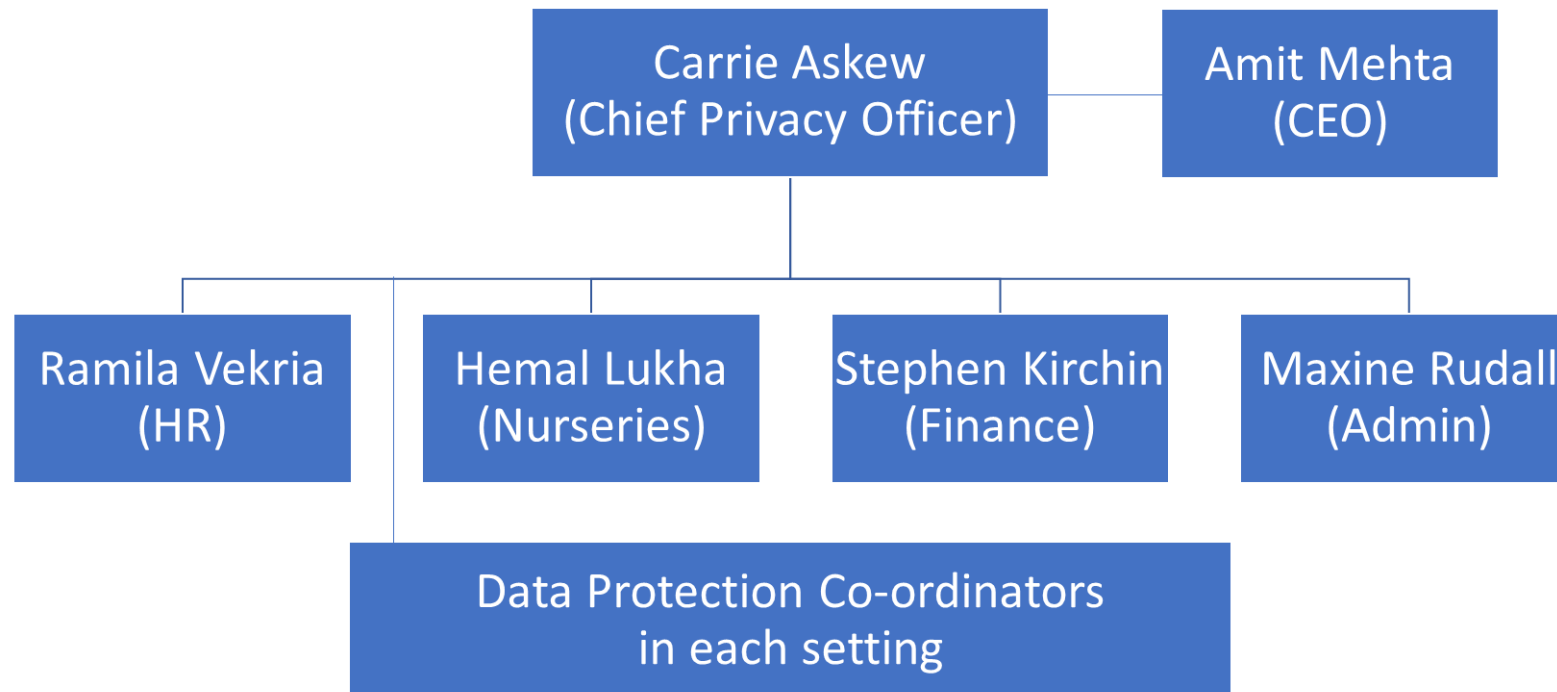 Carrie Askew
(Chief Privacy Officer)
Amit Mehta
(CEO)
Ramila Vekria
(HR)
Hemal Lukha
(Nurseries)
Stephen Kirchin
(Finance)
Maxine Rudall
(Admin)
Data Protection Co-ordinators
in each setting